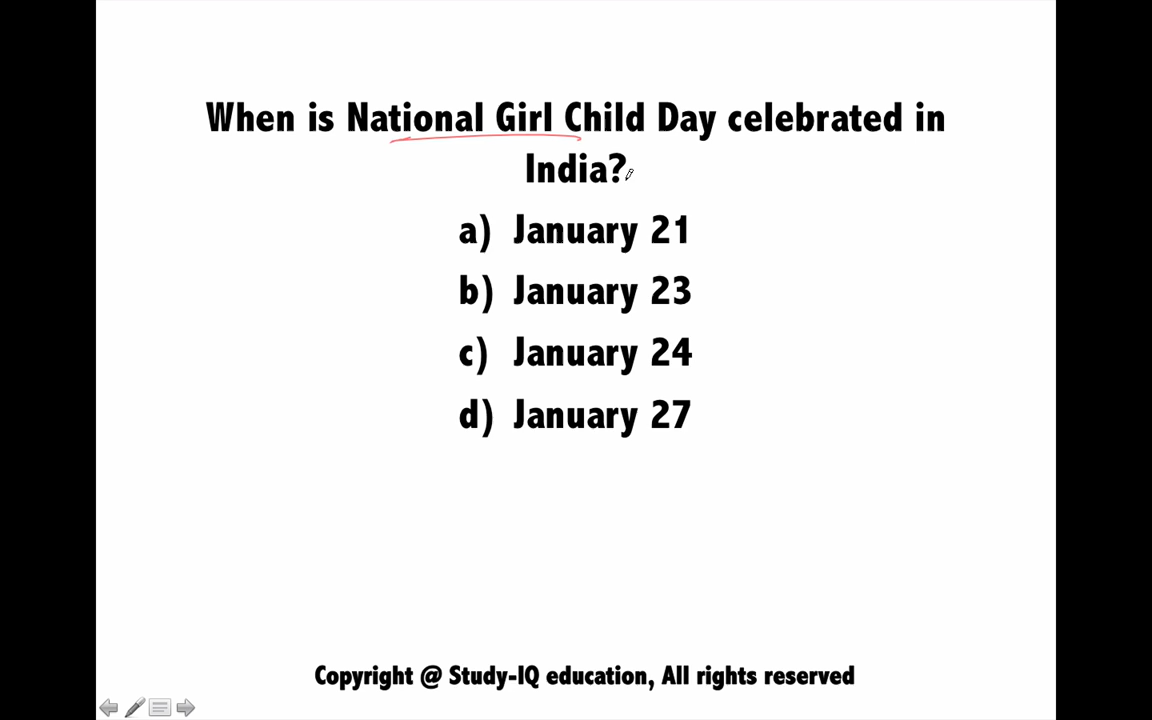 When is National Girl Child Day celebrated in
India?
a) January 21
b) January 23
c) January 24
d) January 27
Copyright @ Study-IQ education, All rights reserved